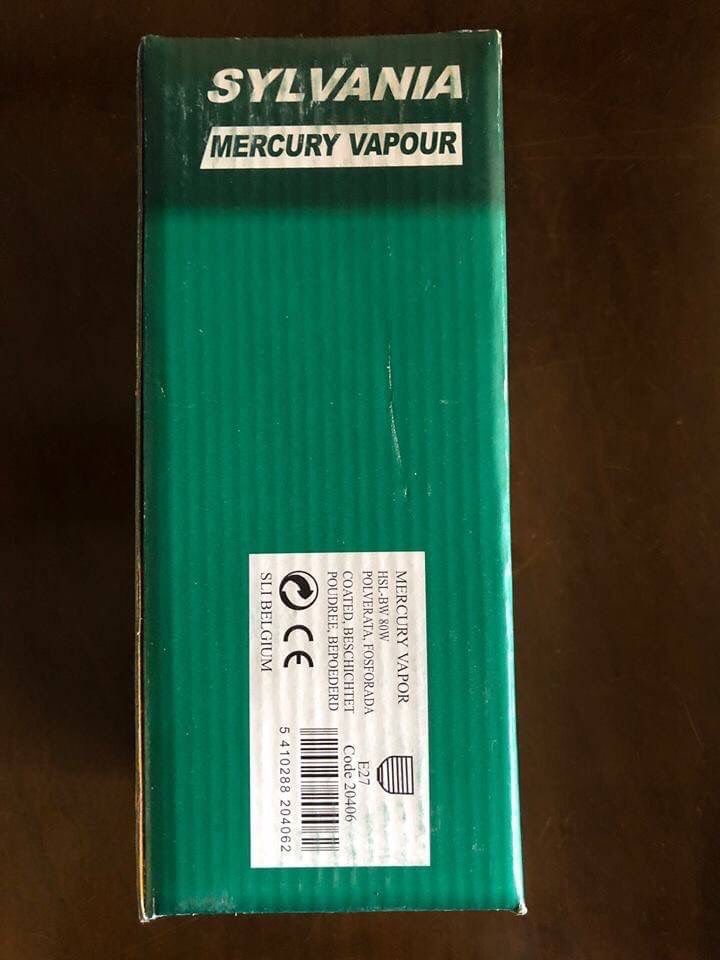 SYLVANIA
MERCURY VAPOUR
MERCURY VAPOR
HSL-BW 80W
POLVERATA, FOSFORADA
COATED, BESCHICHTET
POUDREE, BEPOEDERD
CE
SLI BELGIUM
E27
Code 20406
5 410288 204062